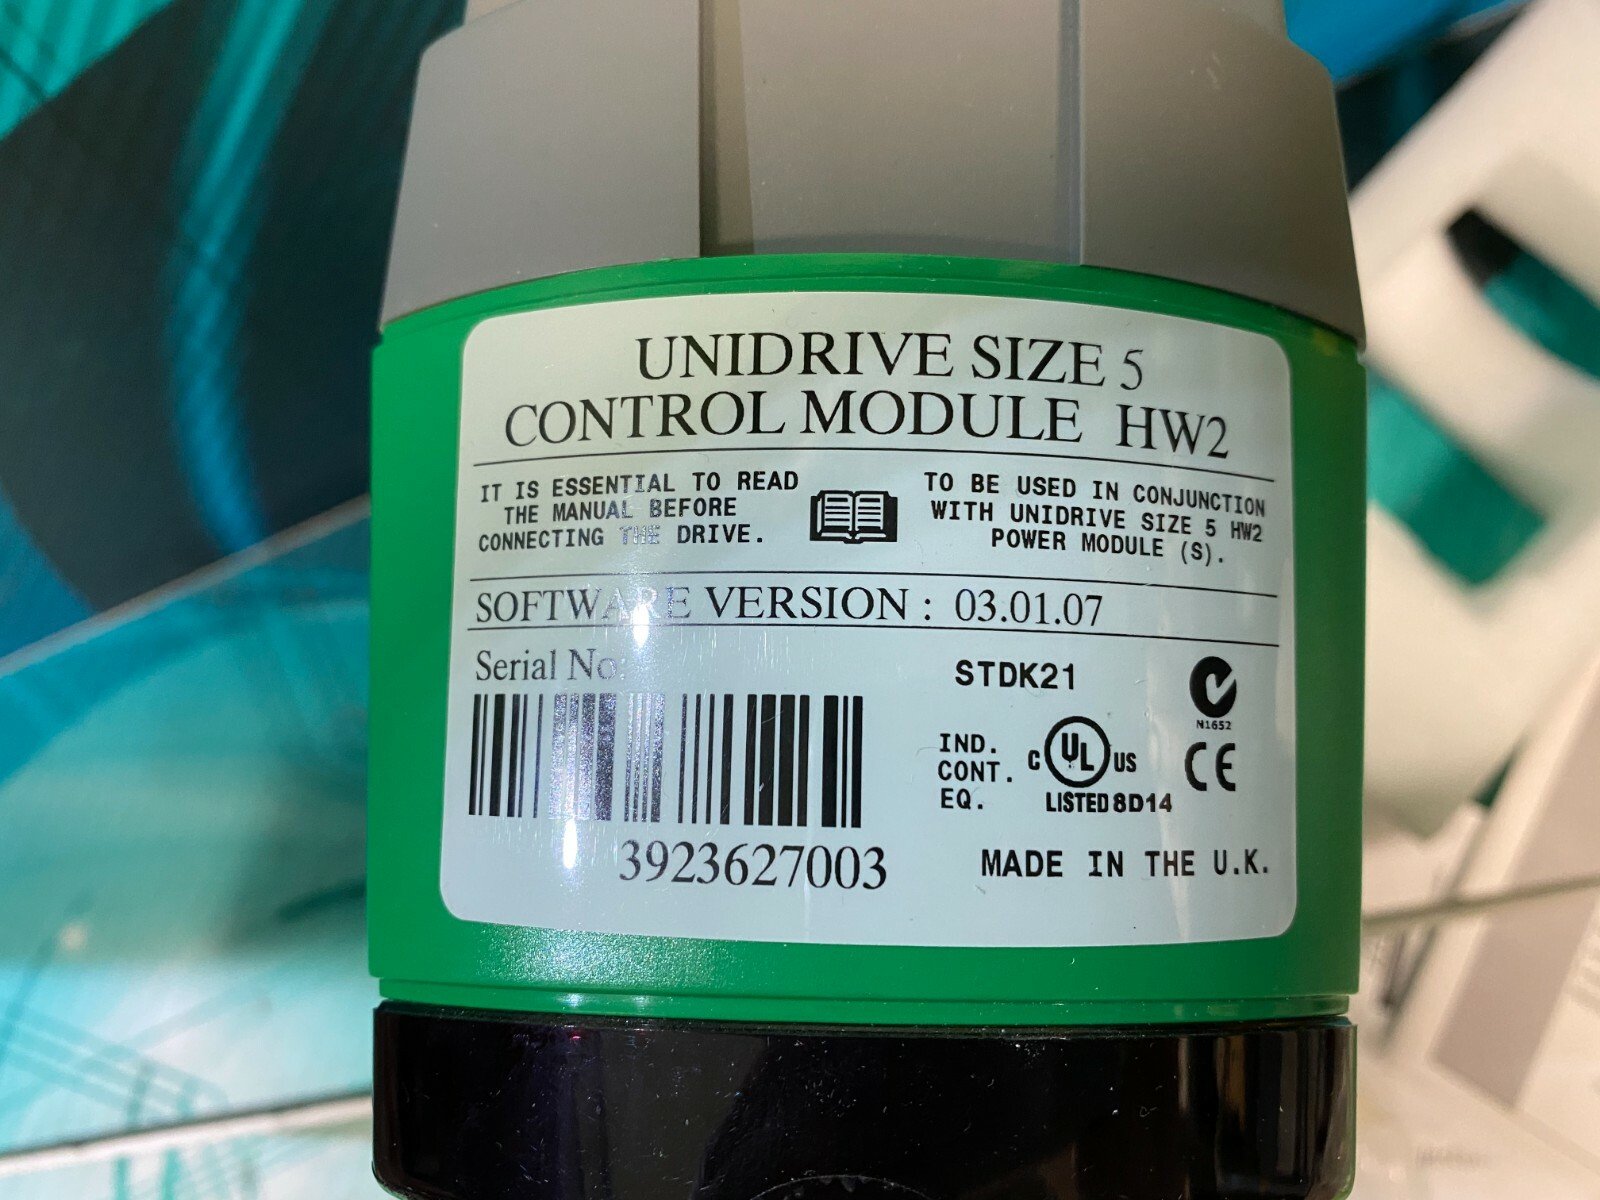 UNIDRIVE SIZE 5
CONTROL MODULE HW2
IT IS ESSENTIAL TO READ
THE MANUAL BEFORE
CONNECTING THE DRIVE.
TO BE USED IN CONJUNCTION
WITH UNIDRIVE SIZE 5 HW2
POWER MODULE (S).
SOFTWARE VERSION : 03.01.07
Serial No:
3923627003
STDK21
N1652
IND.
CONT.
EQ.
C UL US
LISTED 8D14
CE
MADE IN THE U.K.